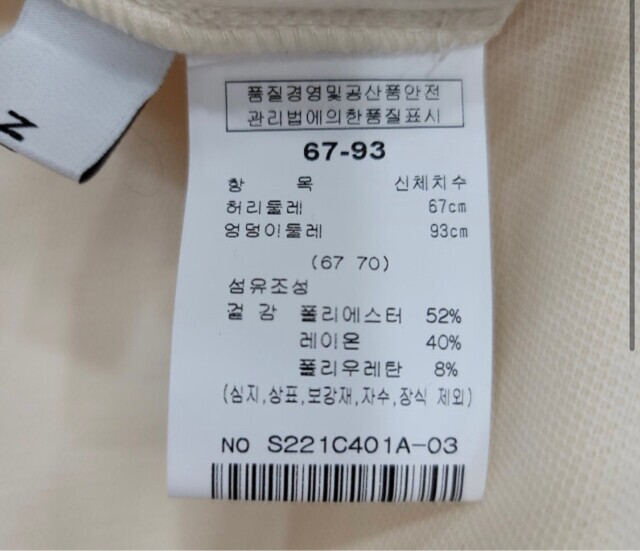 N
품질경영및공산품안전
관리법에의한품질표시
67-93
항 목 신체치수
허리둘레 67cm
엉덩이둘레 93cm
(67 70)
섬유조성
겉 감 폴리에스터 52%
레이온 40%
폴리우레탄 8%
(심지,상표,보강재,자수,장식 제외)
NO S221C401A-03